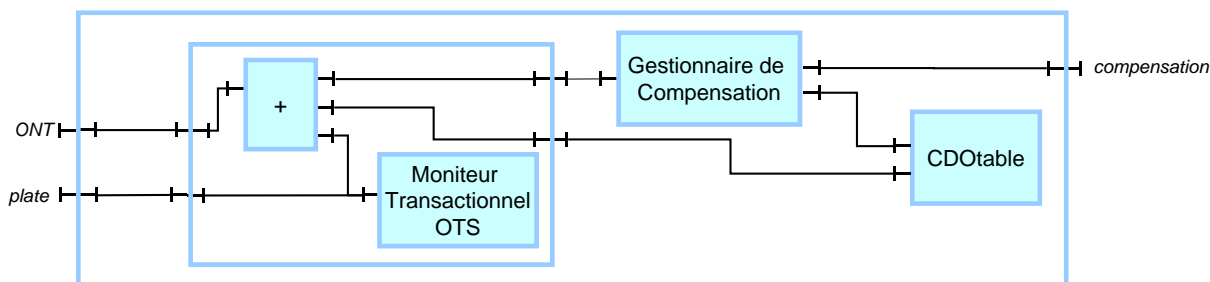 Gestionnaire de
Compensation
compensation
+
ONT
CDOtable
Moniteur
Transactionnel
OTS
plate